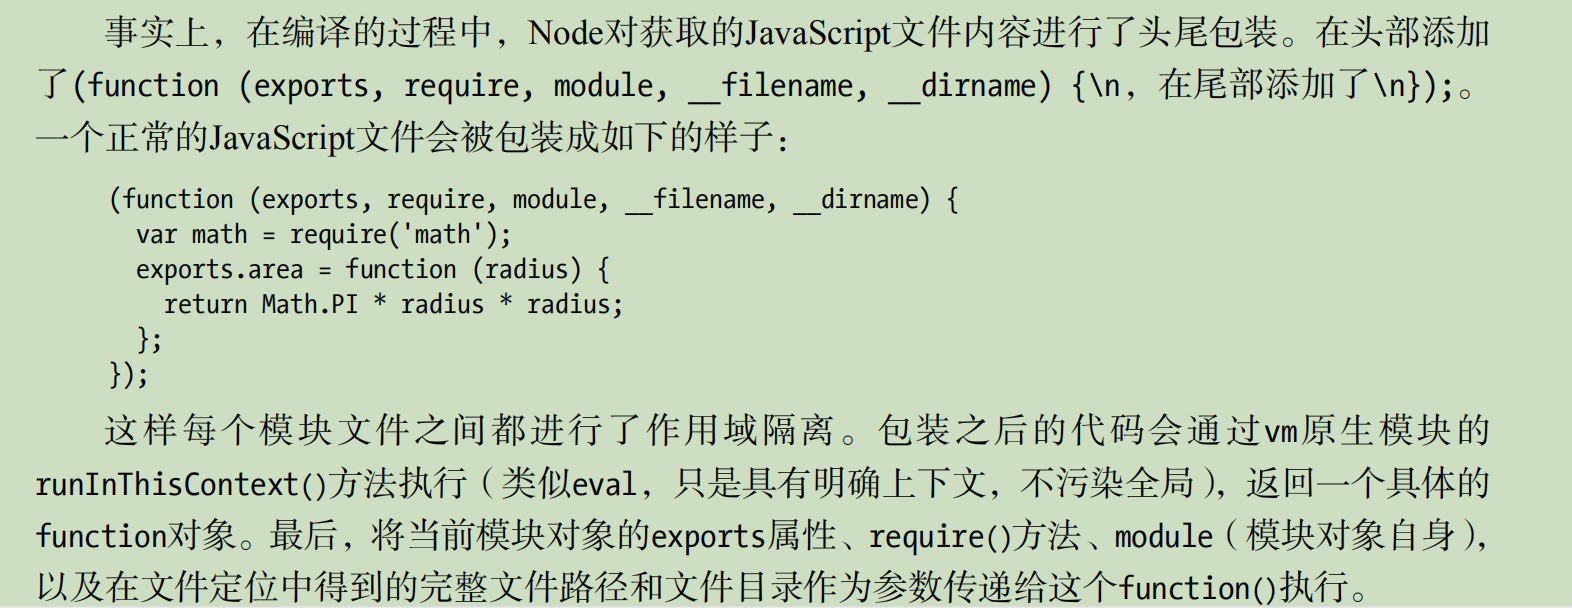 事实上，在编译的过程中，Node对获取的JavaScript文件内容进行了头尾包装。在头部添加
了(function (exports, require, module, __filename, __dirname) {\n，在尾部添加了\n});。
一个正常的JavaScript文件会被包装成如下的样子：
(function (exports, require, module, __filename, __dirname) {
  var math = require('math');
  exports.area = function (radius) {
    return Math.PI * radius * radius;
  };
});
这样每个模块文件之间都进行了作用域隔离。包装之后的代码会通过vm原生模块的
runInThisContext()方法执行（类似eval，只是具有明确上下文，不污染全局），返回一个具体的
function对象。最后，将当前模块对象的exports属性、require()方法、module（模块对象自身），
以及在文件定位中得到的完整文件路径和文件目录作为参数传递给这个function()执行。